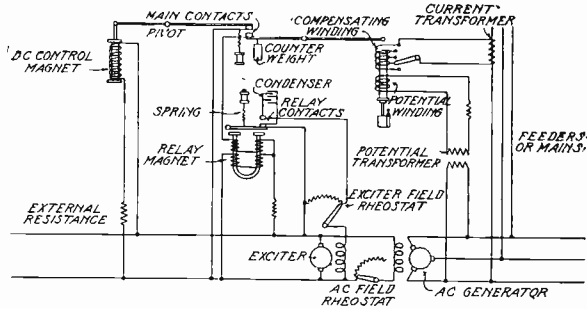 MAIN CONTACTS
PIVOT
DC CONTROL
MAGNET
COMPENSATING
WINDING
CURRENT
TRANSFORMER
COUNTER
WEIGHT
CONDENSER
RELAY
CONTACTS
SPRING
RELAY
MAGNET
POTENTIAL
WINDING
POTENTIAL
TRANSFORMER
FEEDERS
OR MAINS
EXTERNAL
RESISTANCE
EXCITER FIELD
RHEOSTAT
EXCITER
AC FIELD
RHEOSTAT
AC GENERATOR